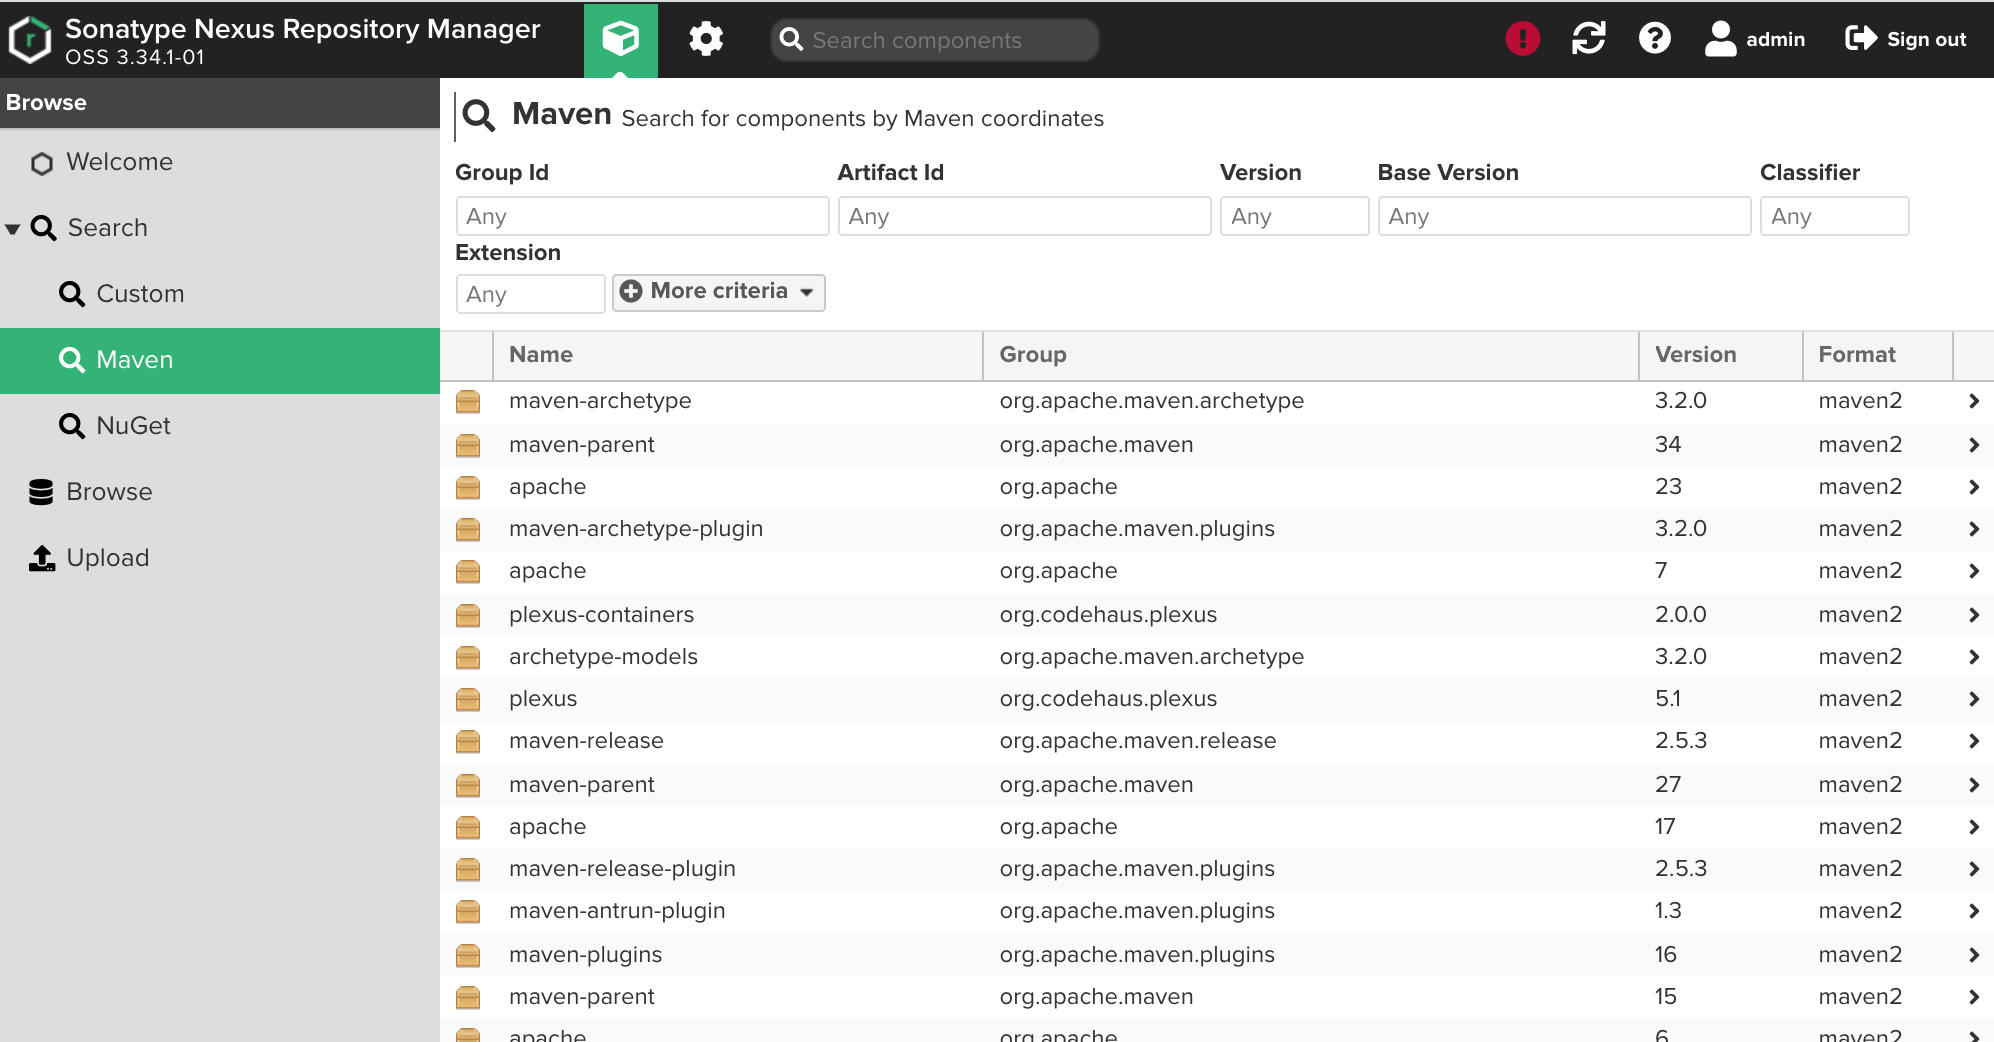 Sonatype Nexus Repository Manager
OSS 3.34.1-01
Search components
admin
Sign out
Browse
Welcome
Search
Custom
Maven
NuGet
Browse
Upload
Maven Search for components by Maven coordinates
Group Id Artifact Id Version Base Version Classifier
Any Any Any Any Any
Extension
Any More criteria
Name Group Version Format
maven-archetype org.apache.maven.archetype 3.2.0 maven2
maven-parent org.apache.maven 34 maven2
apache org.apache 23 maven2
maven-archetype-plugin org.apache.maven.plugins 3.2.0 maven2
apache org.apache 7 maven2
plexus-containers org.codehaus.plexus 2.0.0 maven2
archetype-models org.apache.maven.archetype 3.2.0 maven2
plexus org.codehaus.plexus 5.1 maven2
maven-release org.apache.maven.release 2.5.3 maven2
maven-parent org.apache.maven 27 maven2
apache org.apache 17 maven2
maven-release-plugin org.apache.maven.plugins 2.5.3 maven2
maven-antrun-plugin org.apache.maven.plugins 1.3 maven2
maven-plugins org.apache.maven.plugins 16 maven2
maven-parent org.apache.maven 15 maven2
apache org.apache 6 maven2